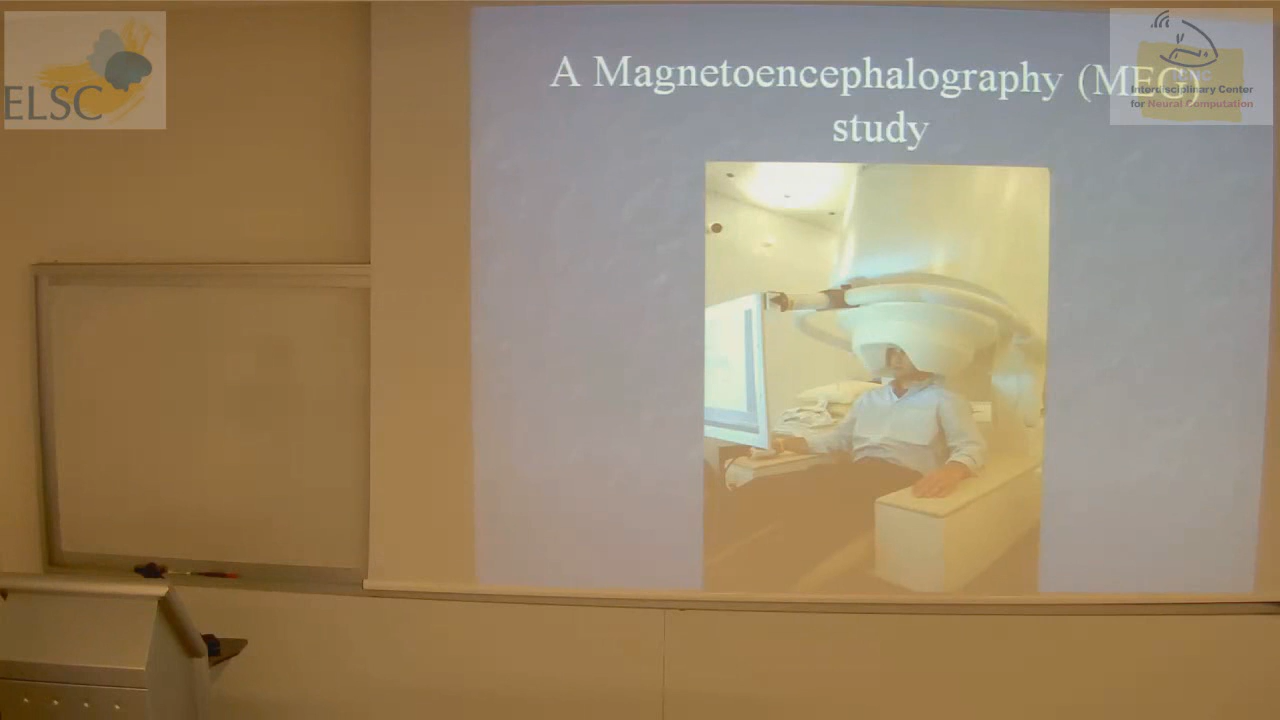 ELSC
A Magnetoencephalography (MEG)
study
Interdisciplinary Center
for Neural Computation